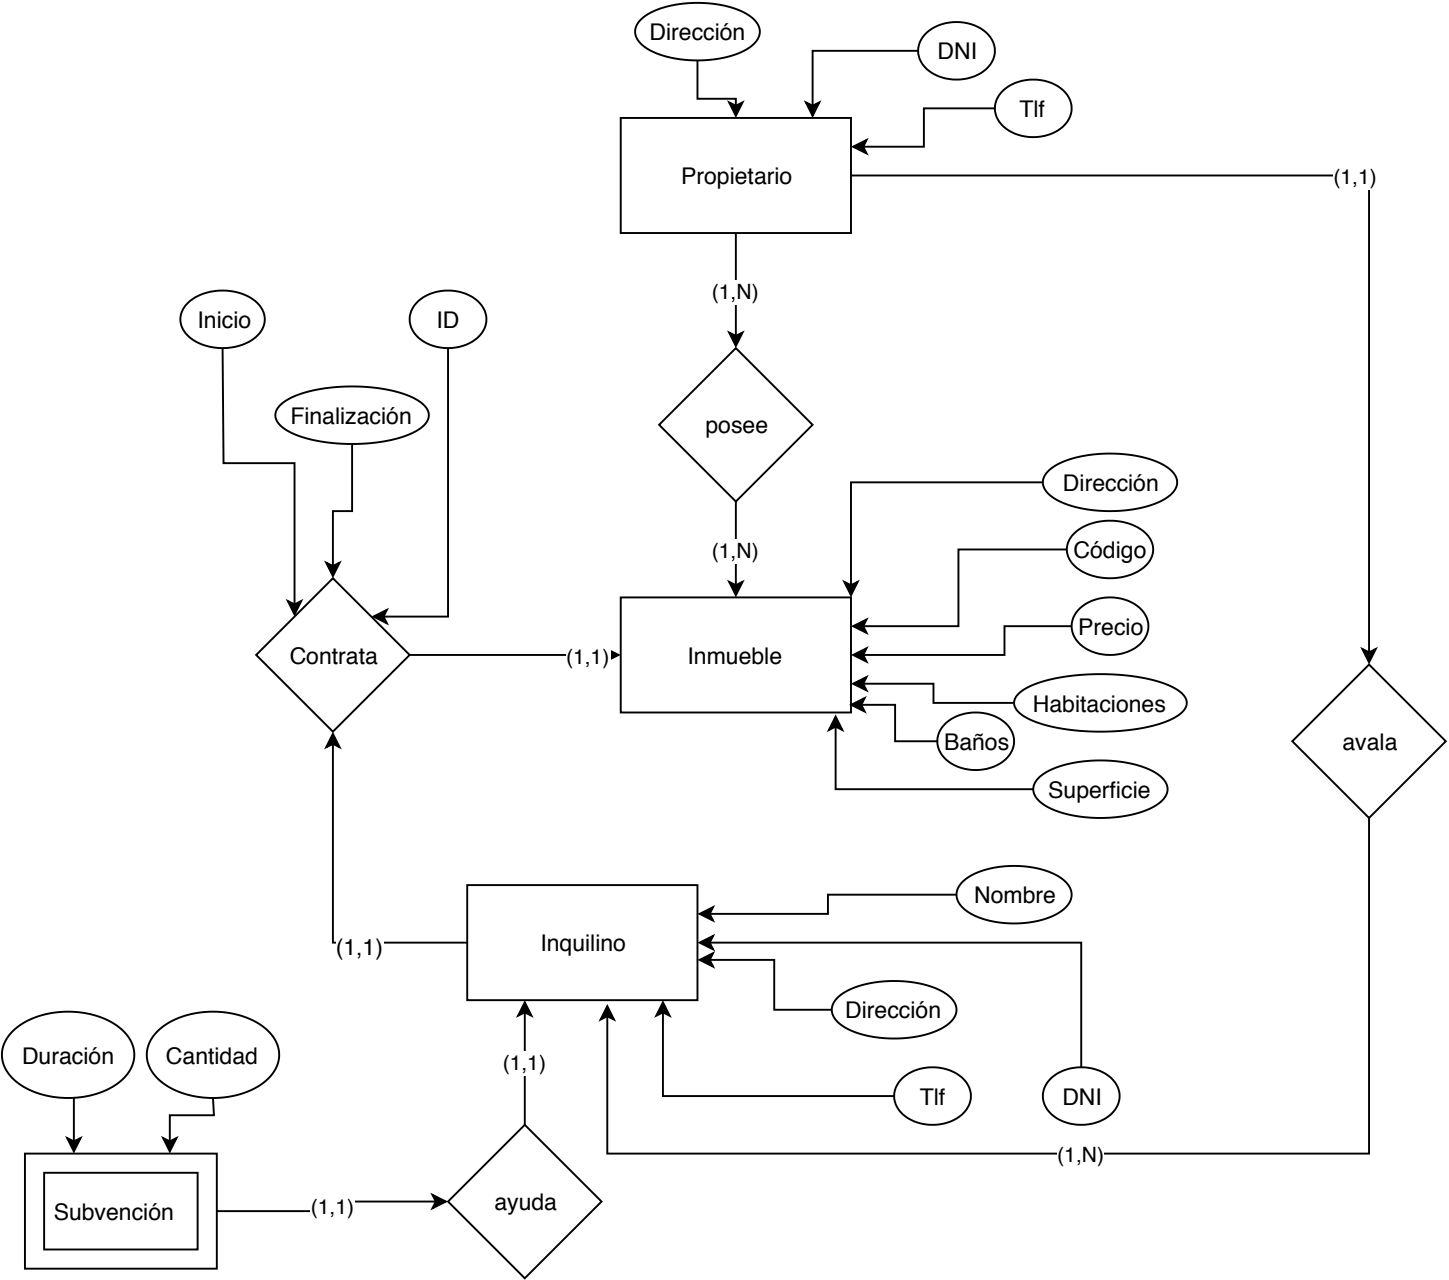 Dirección
DNI
Tlf
Propietario
(1,1)
(1,N)
Inicio
ID
Finalización
posee
Dirección
(1,N)
Código
Precio
Contrata
(1,1)
Inmueble
Habitaciones
Baños
avala
Superficie
Nombre
(1,1)
Inquilino
Dirección
Duración
Cantidad
(1,1)
Tlf
DNI
(1,N)
Subvención
(1,1)
ayuda